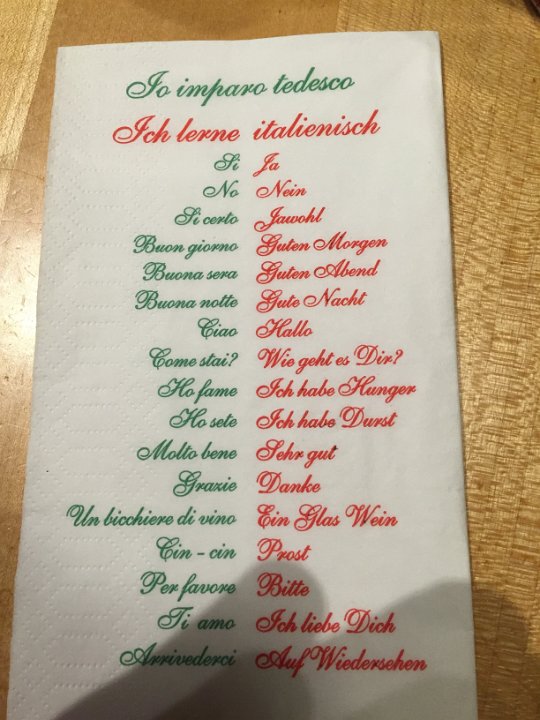 Io imparo tedesco
Ich lerne italienisch
Si Ja
No Nein
Si certo Jawohl
Buon giorno Guten Morgen
Buona sera Guten Abend
Buona notte Gute Nacht
Ciao Hallo
Come stai? Wie geht es Dir?
Ho fame Ich habe Hunger
Ho sete Ich habe Durst
Molto bene Sehr gut
Grazie Danke
Un bicchiere di vino Ein Glas Wein
Cin - cin Prost
Per favore Bitte
Ti amo Ich liebe Dich
Arrivederci Auf Wiedersehen